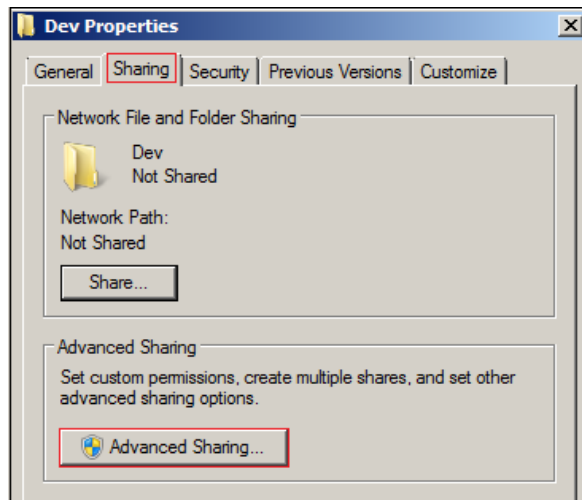 Dev Properties
General Sharing Security Previous Versions Customize
Network File and Folder Sharing
Dev
Not Shared
Network Path:
Not Shared
Share...
Advanced Sharing
Set custom permissions, create multiple shares, and set other
advanced sharing options.
Advanced Sharing...